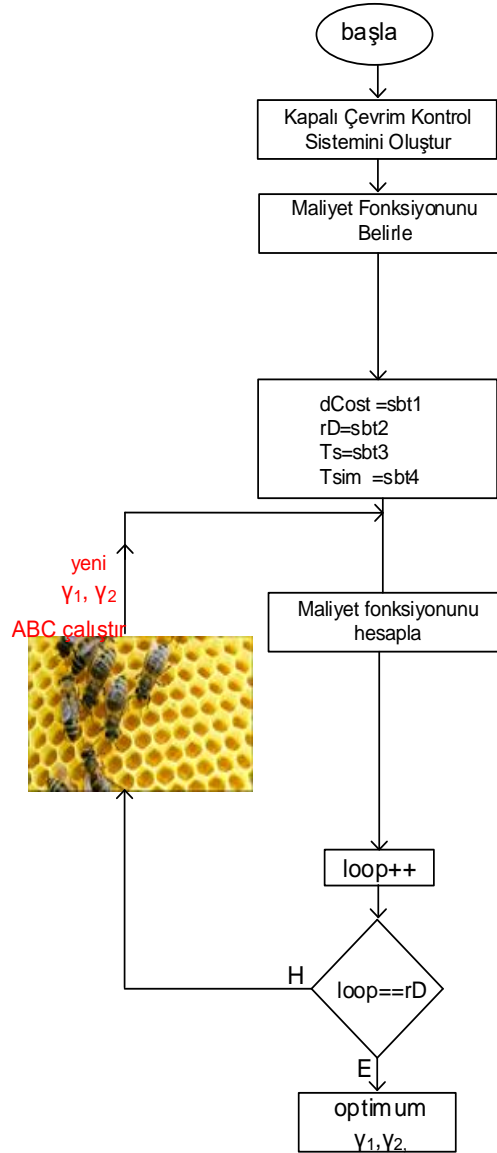 başla
Kapalı Çevrim Kontrol
Sistemini Oluştur
Maliyet Fonksiyonunu
Belirle
dCost =sbt1
rD=sbt2
Ts=sbt3
Tsim =sbt4
yeni
γ1, γ2
ABC çalıştır
Maliyet fonksiyonunu
hesapla
loop++
loop==rD
H
E
optimum
γ1,γ2,